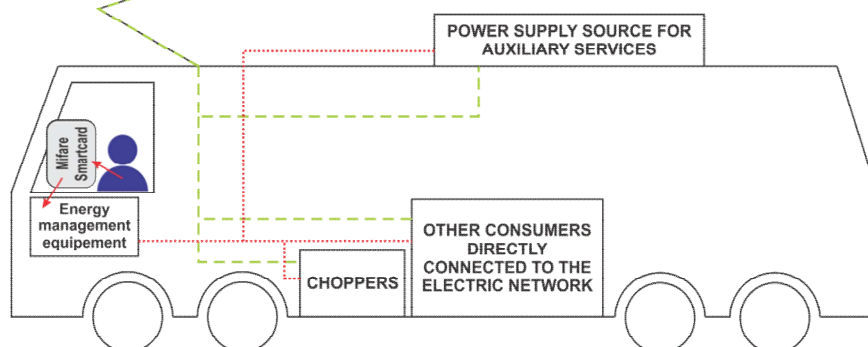 POWER SUPPLY SOURCE FOR
AUXILIARY SERVICES
Mifare
Smartcard
Energy
management
equipement
OTHER CONSUMERS
DIRECTLY
CONNECTED TO THE
ELECTRIC NETWORK
CHOPPERS